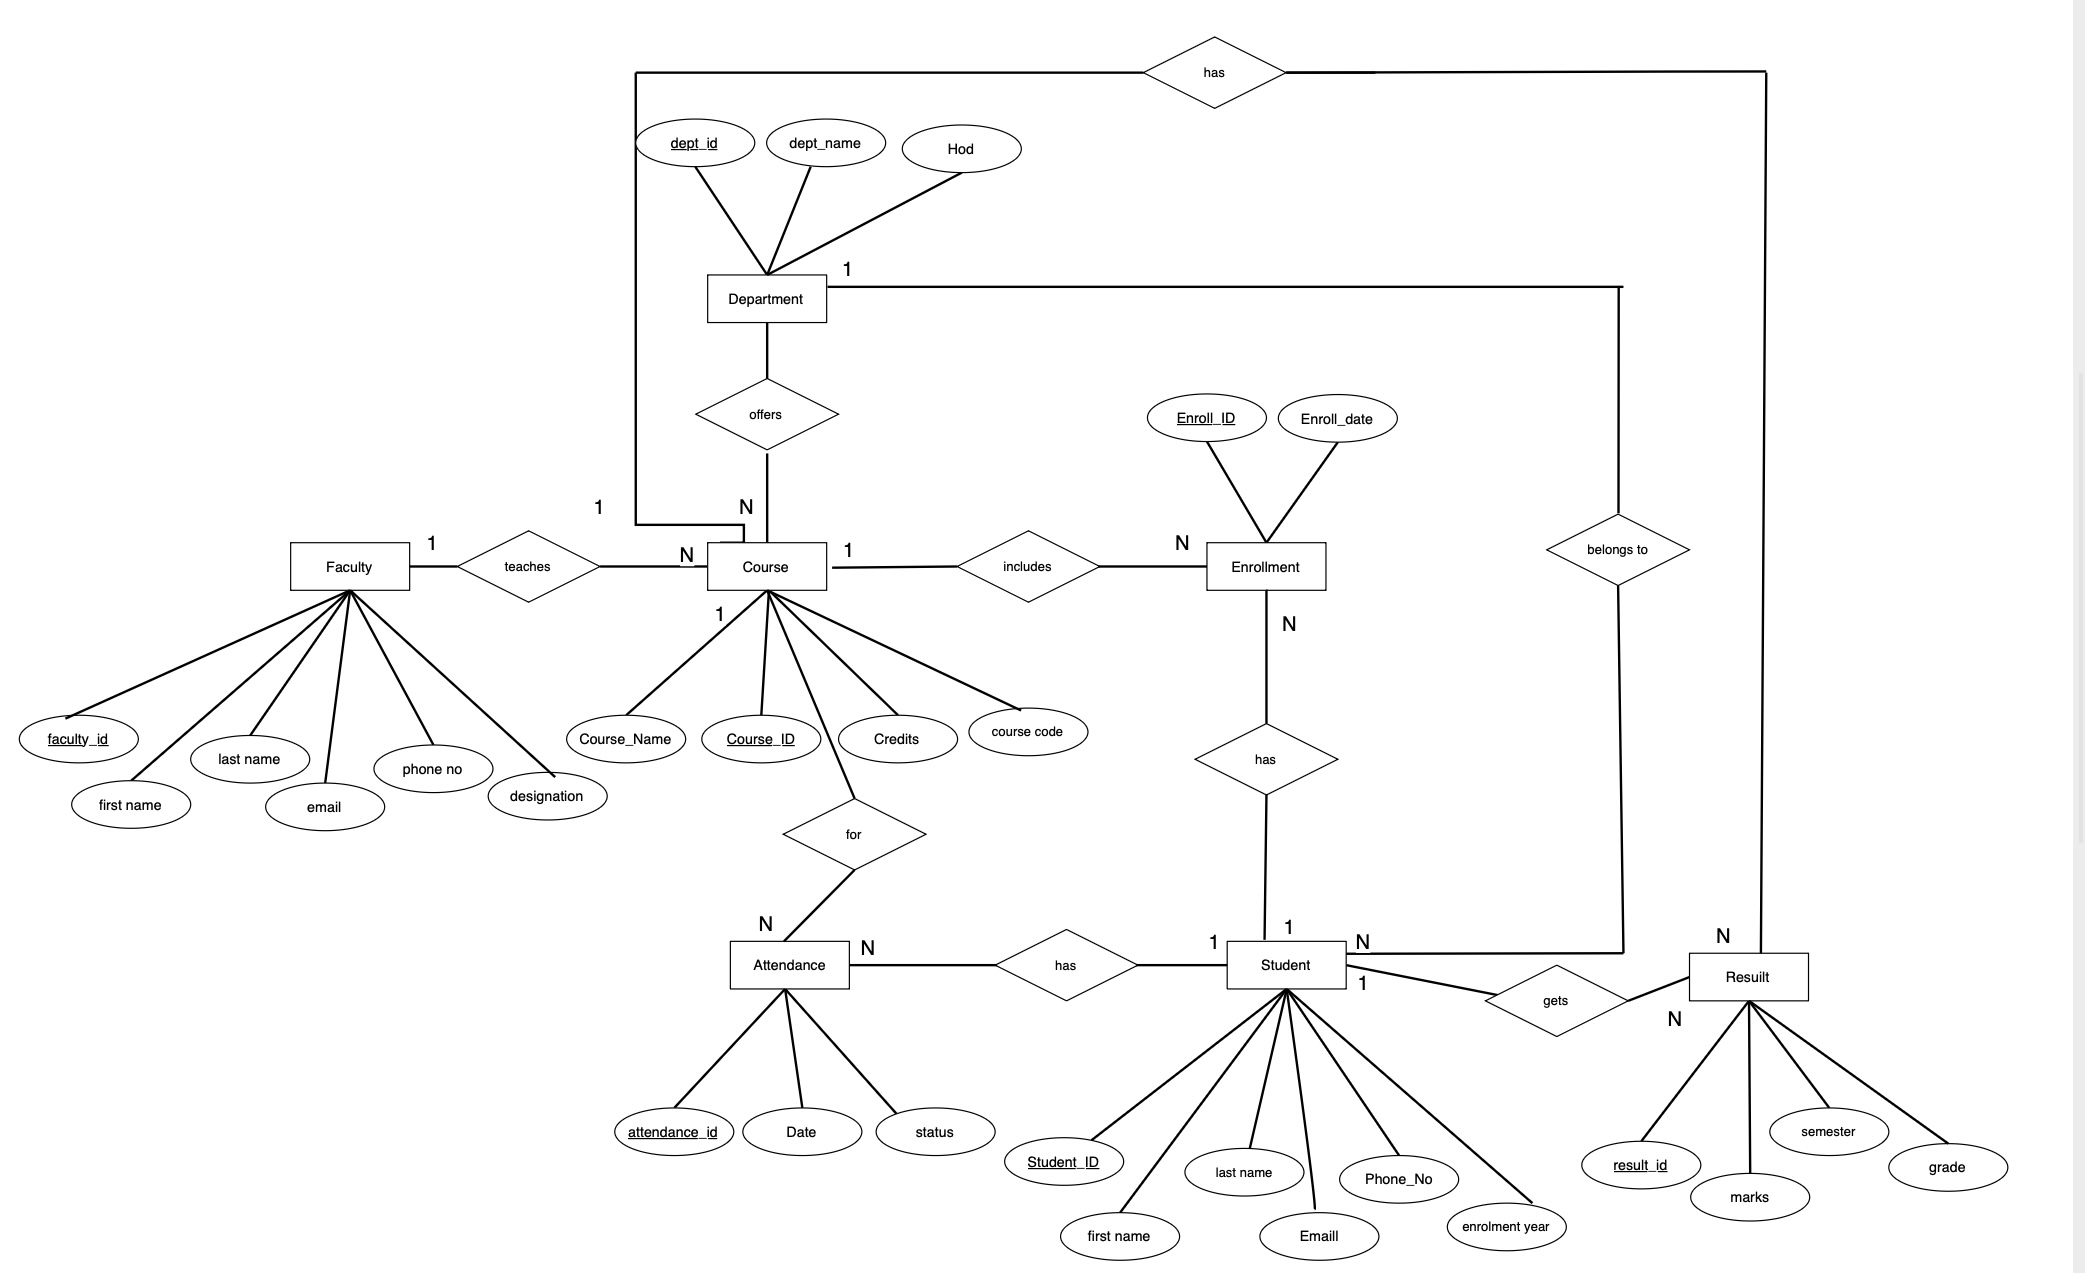 has
dept_id
dept_name
Hod
1
Department
offers
Enroll_ID
Enroll_date
1
N
1
N
1
N
Faculty
teaches
Course
includes
Enrollment
belongs to
1
N
faculty_id
last name
phone no
first name
email
designation
Course_Name
Course_ID
Credits
course code
has
for
N
N
1
1
N
N
Attendance
has
Student
1
gets
Resuilt
N
attendance_id
Date
status
Student_ID
last name
Phone_No
first name
Emaill
enrolment year
result_id
semester
grade
marks